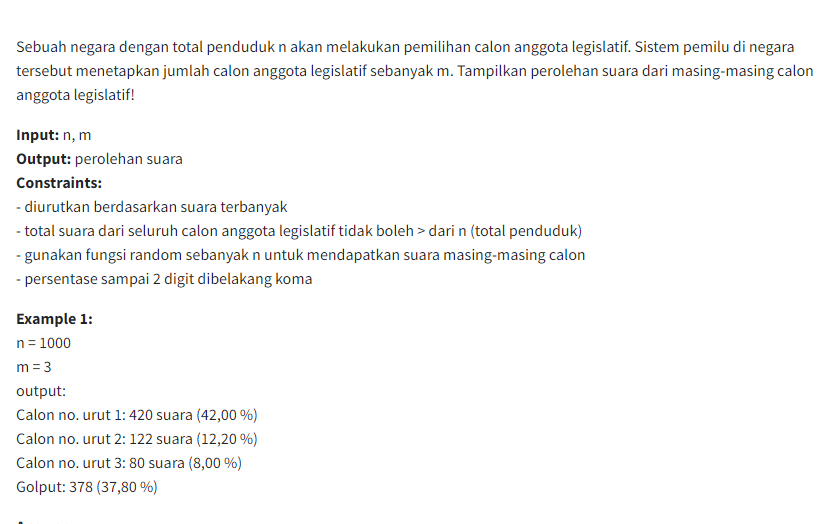 Sebuah negara dengan total penduduk n akan melakukan pemilihan calon anggota legislatif. Sistem pemilu di negara
tersebut menetapkan jumlah calon anggota legislatif sebanyak m. Tampilkan perolehan suara dari masing-masing calon
anggota legislatif!
Input: n, m
Output: perolehan suara
Constraints:
- diurutkan berdasarkan suara terbanyak
- total suara dari seluruh calon anggota legislatif tidak boleh > dari n (total penduduk)
- gunakan fungsi random sebanyak n untuk mendapatkan suara masing-masing calon
- persentase sampai 2 digit dibelakang koma
Example 1:
n = 1000
m = 3
output:
Calon no. urut 1: 420 suara (42,00 %)
Calon no. urut 2: 122 suara (12,20 %)
Calon no. urut 3: 80 suara (8,00 %)
Golput: 378 (37,80 %)